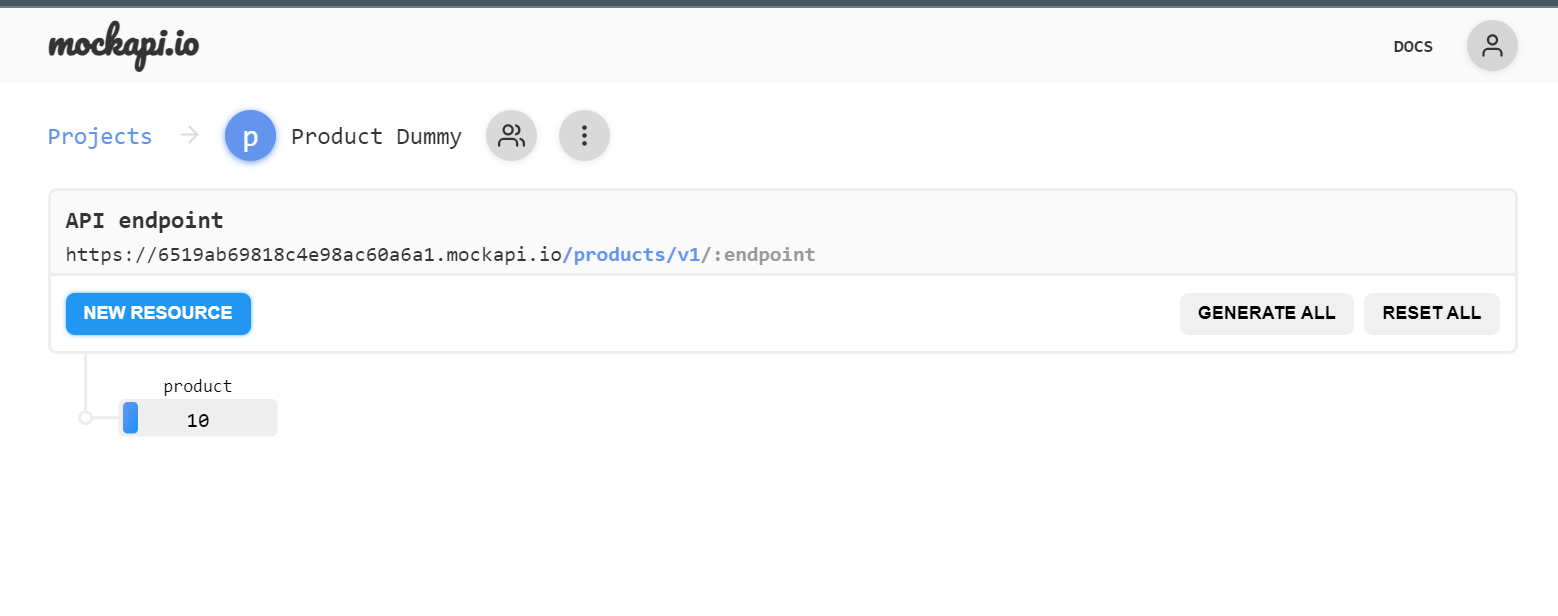 mockapi.io
DOCS
Projects
p
Product Dummy
API endpoint
https://6519ab69818c4e98ac60a6a1.mockapi.io/products/v1/:endpoint
NEW RESOURCE
GENERATE ALL
RESET ALL
product
10